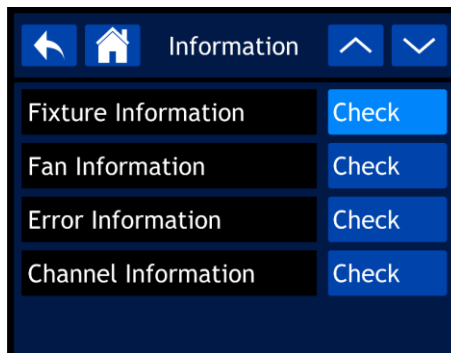 Information
Fixture Information Check
Fan Information Check
Error Information Check
Channel Information Check